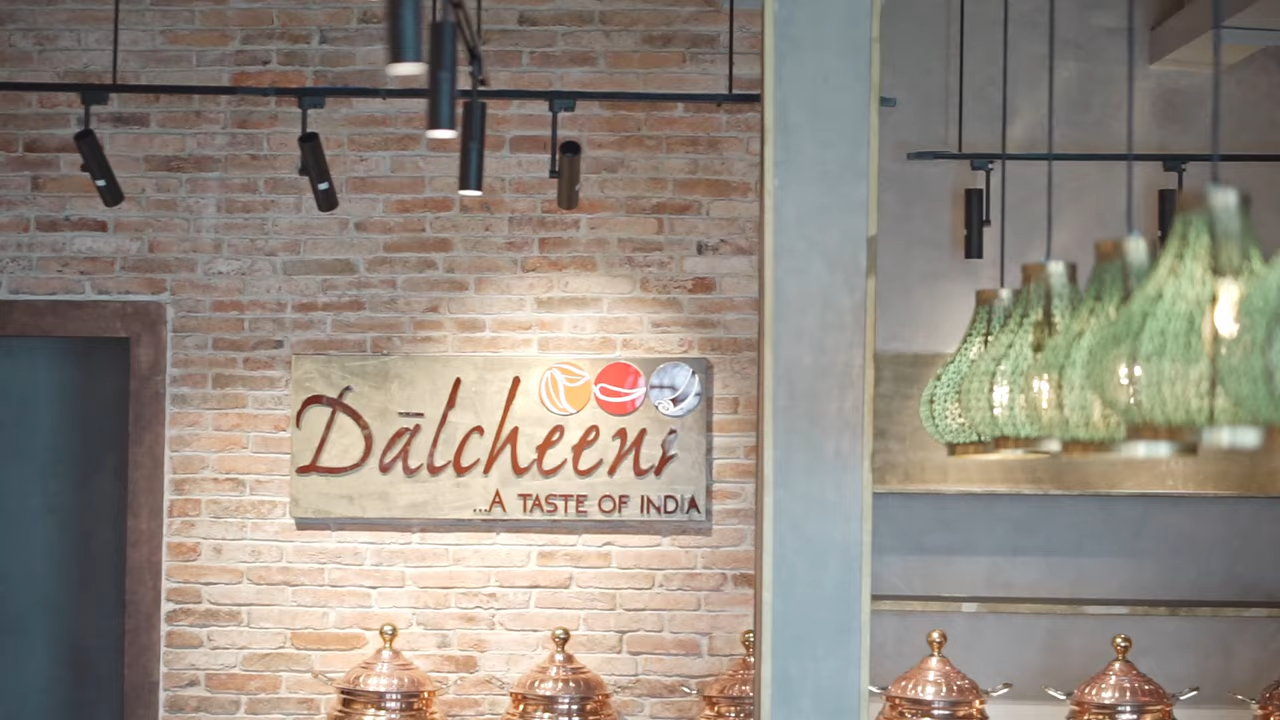 Dālcheeni
...A TASTE OF INDIA